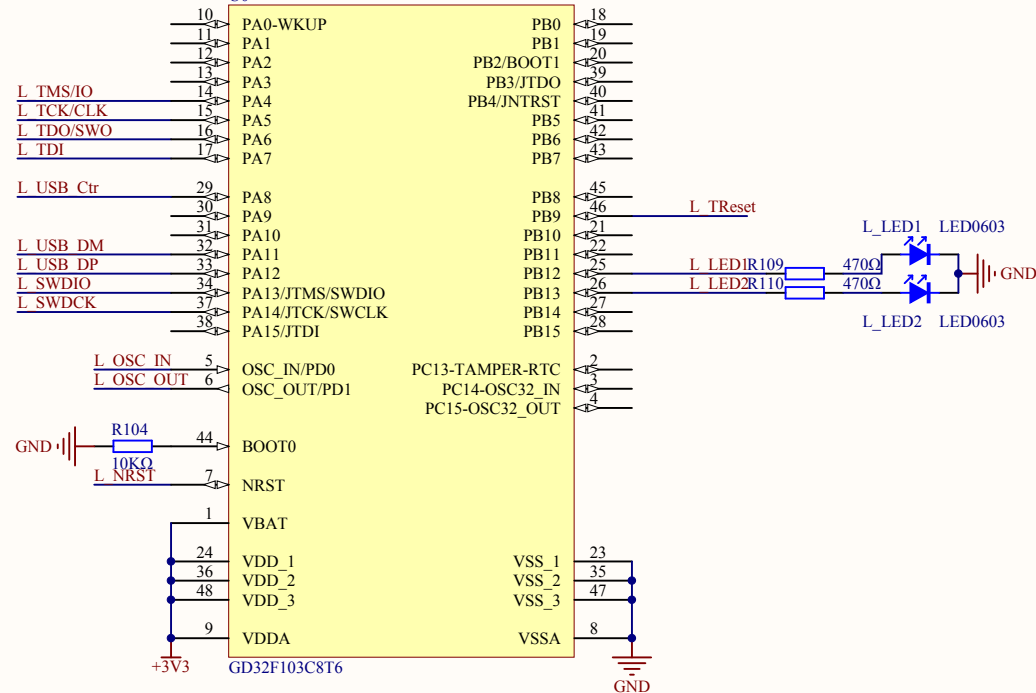 10 PA0-WKUP PB0 18
11 PA1 PB1 19
12 PA2 PB2/BOOT1 20
13 PA3 PB3/JTDO 39
L_TMS/IO 14 PA4 PB4/JNTRST 40
L_TCK/CLK 15 PA5 PB5 41
L_TDO/SWO 16 PA6 PB6 42
L_TDI 17 PA7 PB7 43
L_USB_Ctr 29 PA8 PB8 45
30 PA9 PB9 46 L_TReset
31 PA10 PB10 21
L_LED1 LED0603
L_USB_DM 32 PA11 PB11 22
L_USB_DP 33 PA12 PB12 25 L_LED1 R109 470Ω GND
L_SWDIO 34 PA13/JTMS/SWDIO PB13 26 L_LED2 R110 470Ω
L_SWDCK 37 PA14/JTCK/SWCLK PB14 27
L_LED2 LED0603
38 PA15/JTDI PB15 28
L_OSC_IN 5 OSC_IN/PD0 PC13-TAMPER-RTC 2
L_OSC_OUT 6 OSC_OUT/PD1 PC14-OSC32_IN 3
PC15-OSC32_OUT 4
R104
GND 44 BOOT0
10KΩ
L_NRST 7 NRST
1 VBAT
24 VDD_1 VSS_1 23
36 VDD_2 VSS_2 35
48 VDD_3 VSS_3 47
9 VDDA VSSA 8
+3V3 GD32F103C8T6
GND